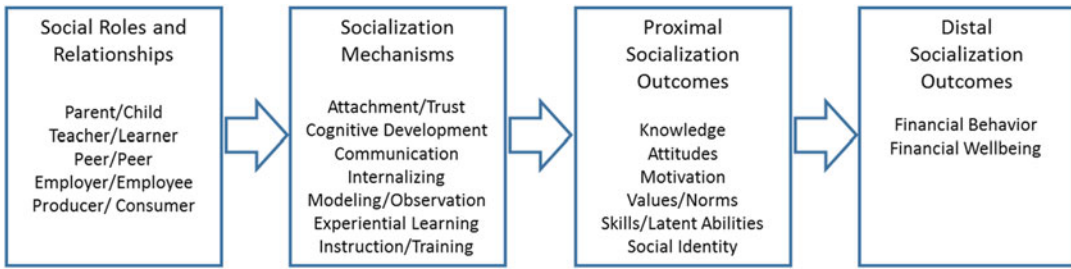 Social Roles and
Relationships
Parent/Child
Teacher/Learner
Peer/Peer
Employer/Employee
Producer/ Consumer
Socialization
Mechanisms
Attachment/Trust
Cognitive Development
Communication
Internalizing
Modeling/Observation
Experiential Learning
Instruction/Training
Proximal
Socialization
Outcomes
Knowledge
Attitudes
Motivation
Values/Norms
Skills/Latent Abilities
Social Identity
Distal
Socialization
Outcomes
Financial Behavior
Financial Wellbeing